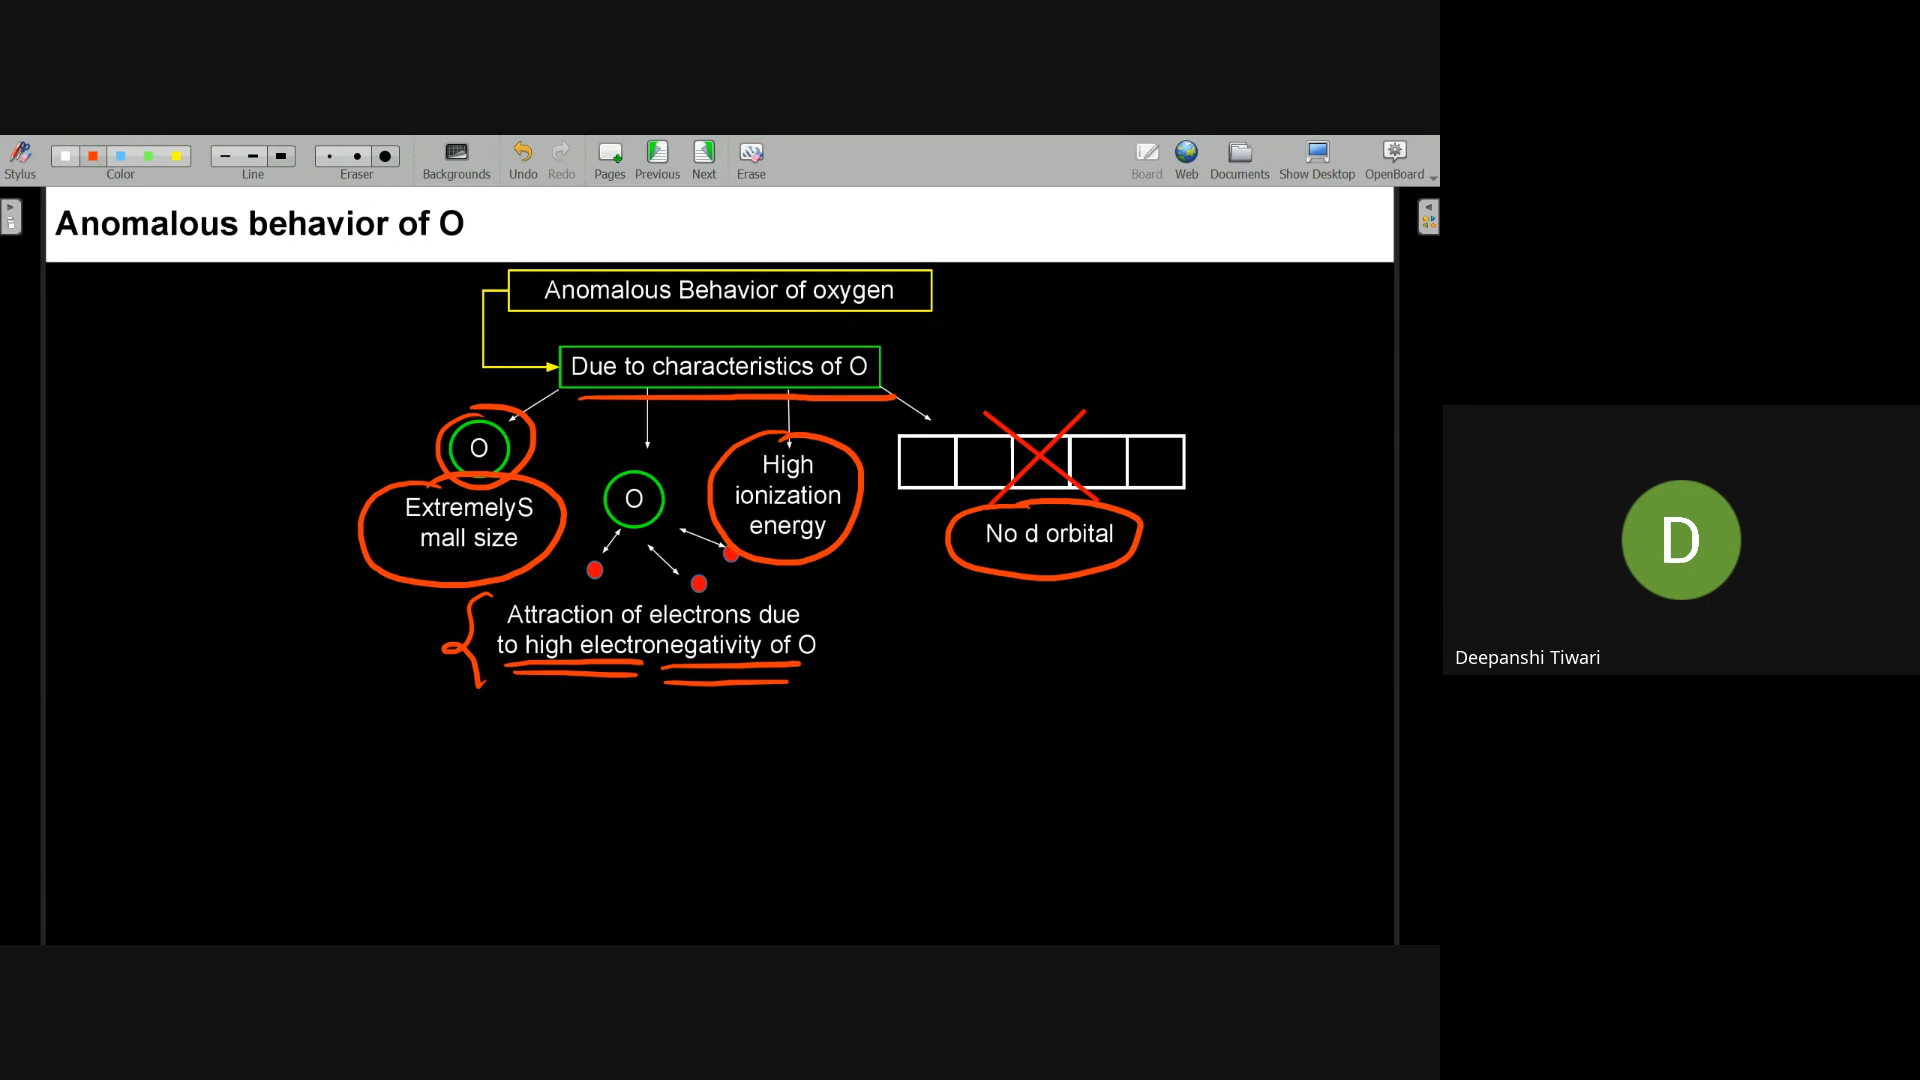 Stylus
Color
Line
Eraser
Backgrounds
Undo
Redo
Pages
Previous
Next
Erase
Board
Web
Documents
Show Desktop
OpenBoard
Anomalous behavior of O
Anomalous Behavior of oxygen
Due to characteristics of O
O
ExtremelyS
mall size
O
Attraction of electrons due
to high electronegativity of O
High
ionization
energy
No d orbital
D
Deepanshi Tiwari